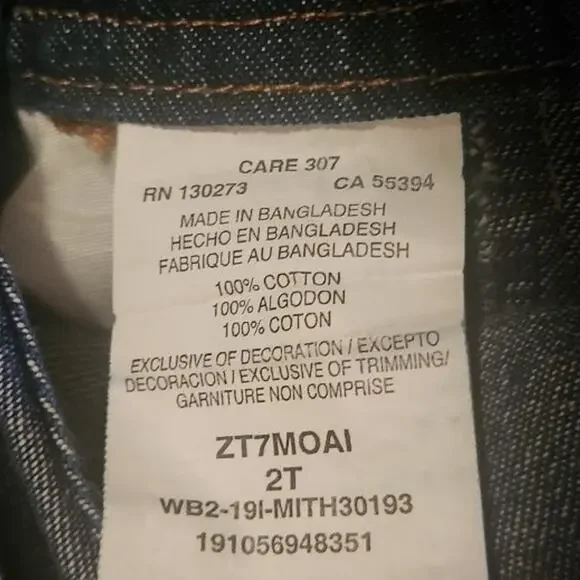 CARE 307
RN 130273 CA 55394
MADE IN BANGLADESH
HECHO EN BANGLADESH
FABRIQUE AU BANGLADESH
100% COTTON
100% ALGODON
100% COTON
EXCLUSIVE OF DECORATION / EXCEPTO
DECORACION / EXCLUSIVE OF TRIMMING/
GARNITURE NON COMPRISE
ZT7MOAI
2T
WB2-19I-MITH30193
191056948351